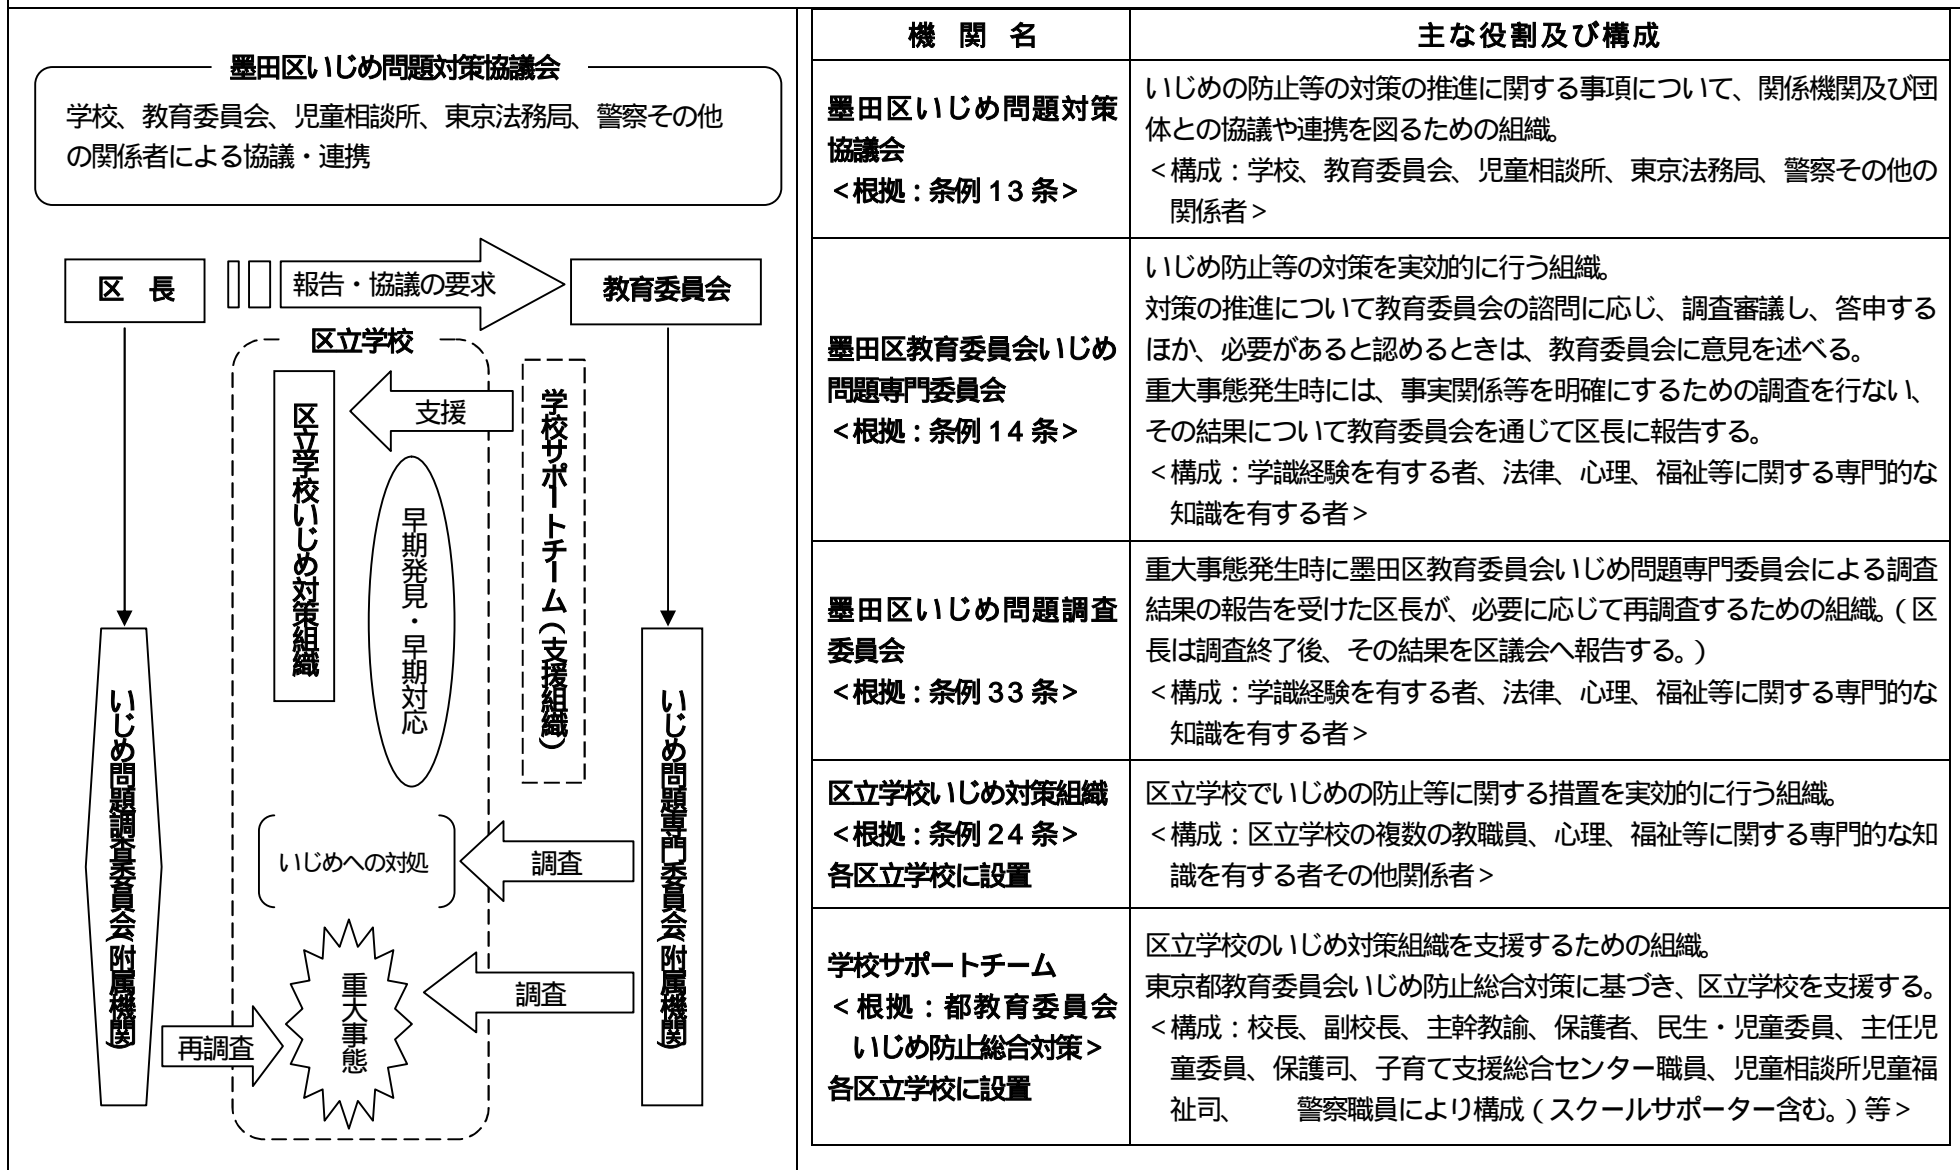 墨田区いじめ問題対策協議会
学校、教育委員会、児童相談所、東京法務局、警察その他
の関係者による協議・連携
区　長
報告・協議の要求
教育委員会
区立学校
区立学校いじめ対策組織
支援
学校サポートチーム（支援組織）
早期発見・早期対応
いじめ問題調査委員会（附属機関）
いじめ問題専門委員会（附属機関）
いじめへの対処
調査
重大事態
調査
再調査
機　関　名
主な役割及び構成
墨田区いじめ問題対策
協議会
＜根拠：条例13条＞
いじめの防止等の対策の推進に関する事項について、関係機関及び団
体との協議や連携を図るための組織。
＜構成：学校、教育委員会、児童相談所、東京法務局、警察その他の
関係者＞
墨田区教育委員会いじめ
問題専門委員会
＜根拠：条例14条＞
いじめ防止等の対策を実効的に行う組織。
対策の推進について教育委員会の諮問に応じ、調査審議し、答申する
ほか、必要があると認めるときは、教育委員会に意見を述べる。
重大事態発生時には、事実関係等を明確にするための調査を行ない、
その結果について教育委員会を通じて区長に報告する。
＜構成：学識経験を有する者、法律、心理、福祉等に関する専門的な
知識を有する者＞
墨田区いじめ問題調査
委員会
＜根拠：条例33条＞
重大事態発生時に墨田区教育委員会いじめ問題専門委員会による調査
結果の報告を受けた区長が、必要に応じて再調査するための組織。（区
長は調査終了後、その結果を区議会へ報告する。）
＜構成：学識経験を有する者、法律、心理、福祉等に関する専門的な
知識を有する者＞
区立学校いじめ対策組織
＜根拠：条例24条＞
各区立学校に設置
区立学校でいじめの防止等に関する措置を実効的に行う組織。
＜構成：区立学校の複数の教職員、心理、福祉等に関する専門的な知
識を有する者その他関係者＞
学校サポートチーム
＜根拠：都教育委員会
いじめ防止総合対策＞
各区立学校に設置
区立学校のいじめ対策組織を支援するための組織。
東京都教育委員会いじめ防止総合対策に基づき、区立学校を支援する。
＜構成：校長、副校長、主幹教諭、保護者、民生・児童委員、主任児
童委員、保護司、子育て支援総合センター職員、児童相談所児童福
祉司、　　警察職員により構成（スクールサポーター含む。）等＞